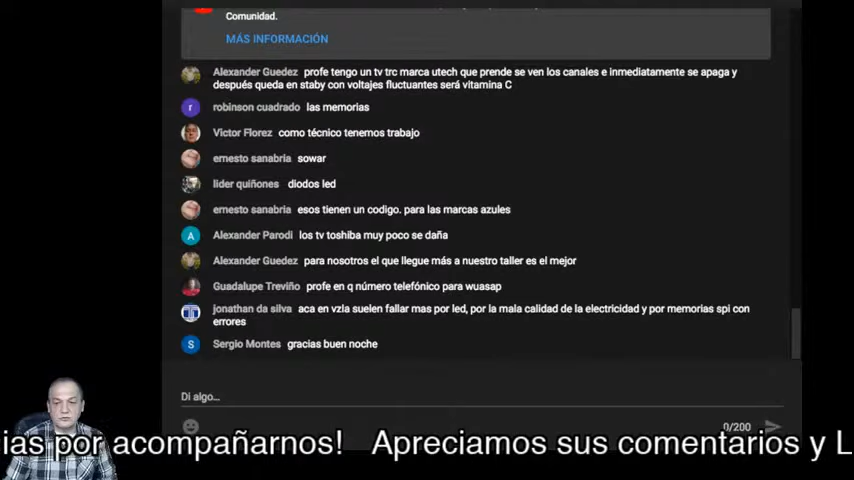 Comunidad.
MÁS INFORMACIÓN
Alexander Guedez profe tengo un tv trc marca utech que prende se ven los canales e inmediatamente se apaga y
después queda en staby con voltajes fluctuantes será vitamina C
r robinson cuadrado las memorias
Victor Florez como técnico tenemos trabajo
ernesto sanabria sowar
lider quiñones diodos led
ernesto sanabria esos tienen un codigo. para las marcas azules
A Alexander Parodi los tv toshiba muy poco se daña
Alexander Guedez para nosotros el que llegue más a nuestro taller es el mejor
Guadalupe Treviño profe en q número telefónico para wuasap
jonathan da silva aca en vzla suelen fallar mas por led, por la mala calidad de la electricidad y por memorias spi con
errores
S Sergio Montes gracias buen noche
Di algo...
0/200
ias por acompañarnos! Apreciamos sus comentarios y L